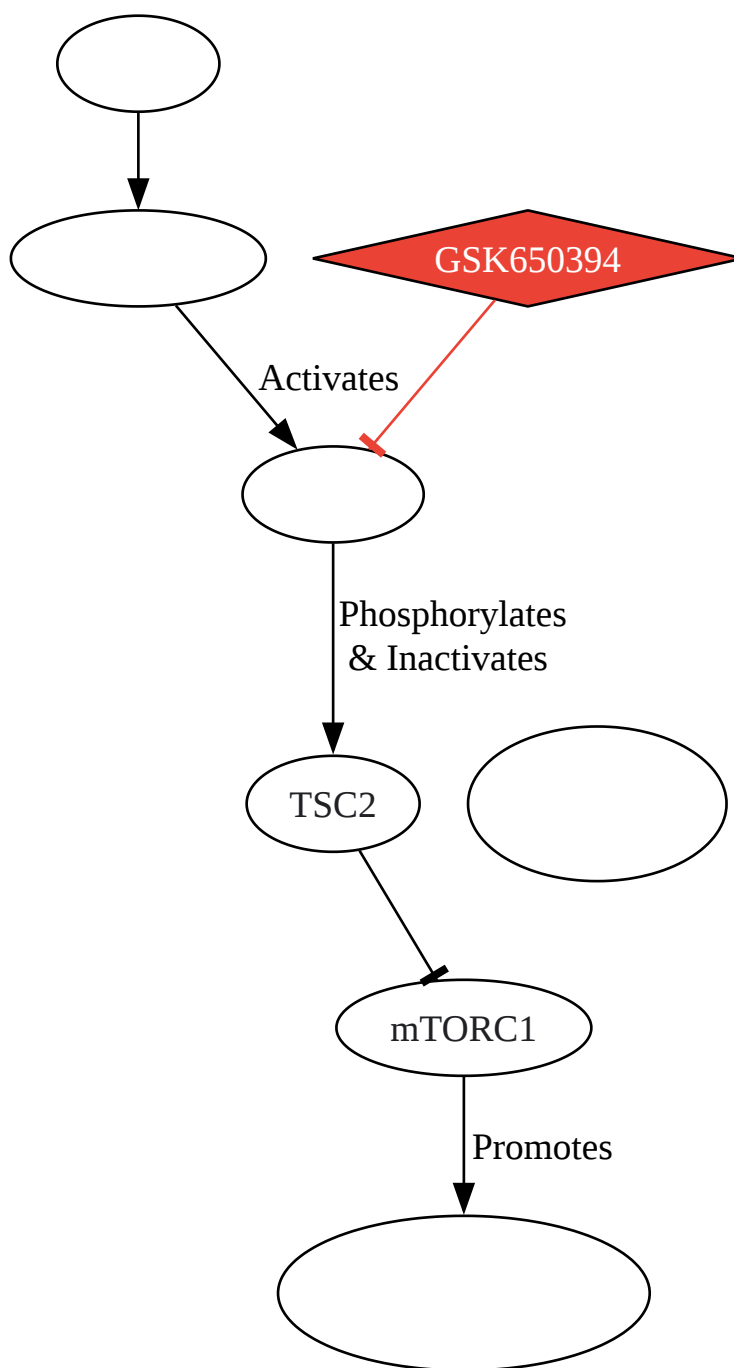 GSK650394
Activates
Phosphorylates
& Inactivates
TSC2
mTORC1
Promotes